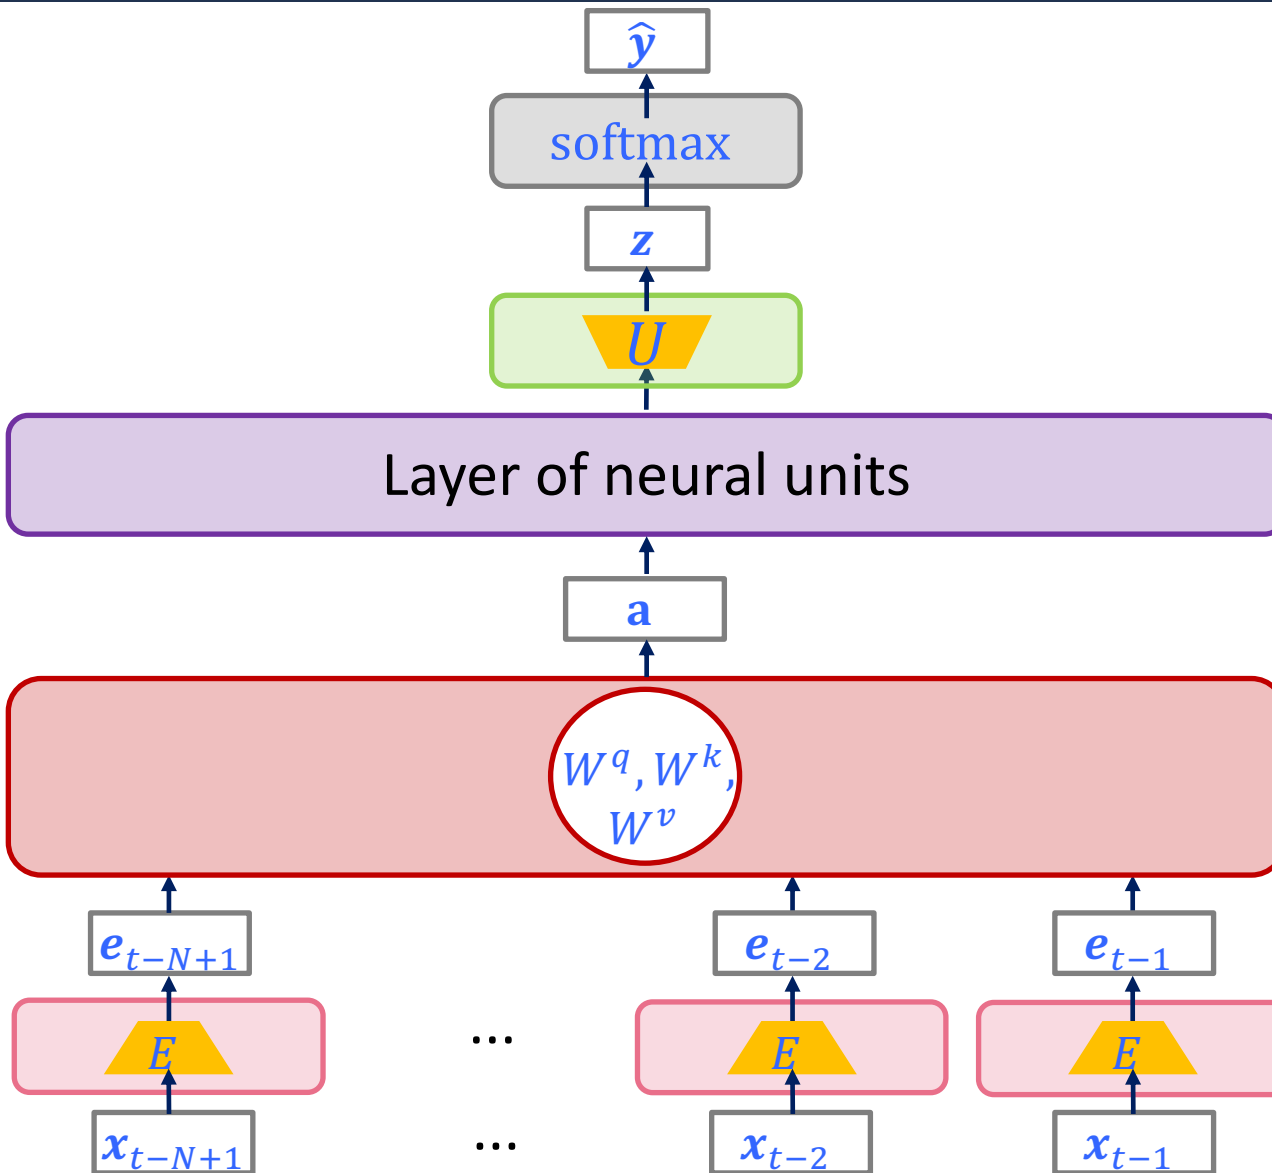 ŷ
softmax
z
U
Layer of neural units
a
W^q, W^k,
W^v
e_{t−N+1} e_{t−2} e_{t−1}
E ... E E
x_{t−N+1} ... x_{t−2} x_{t−1}